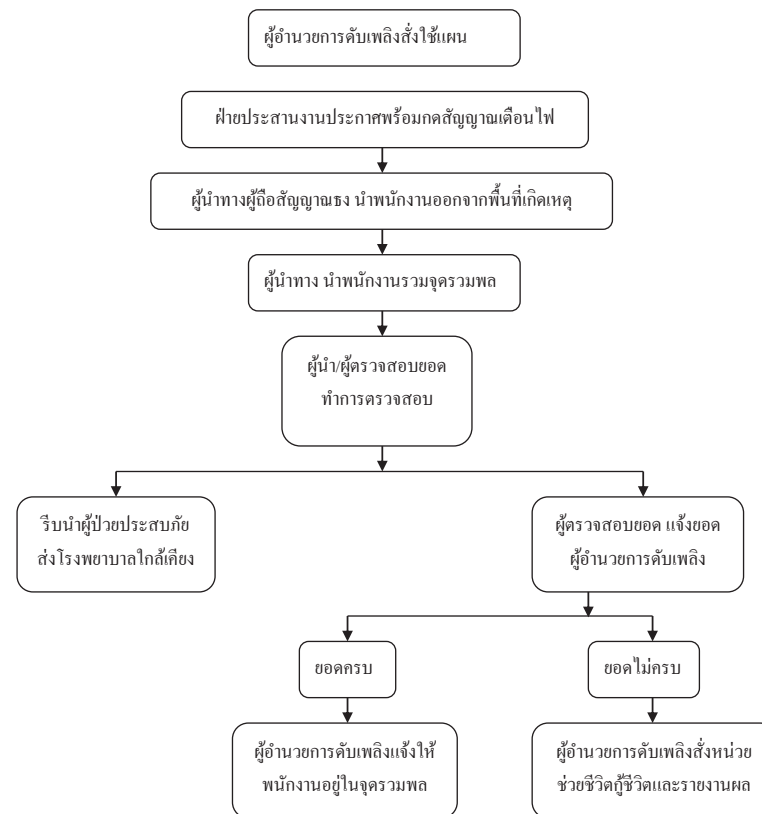 ผู้อำนวยการดับเพลิงสั่งใช้แผน
ฝ่ายประสานงานประกาศพร้อมกดสัญญาณเตือนไฟ
ผู้นำทางผู้ถือสัญญาณธง นำพนักงานออกจากพื้นที่เกิดเหตุ
ผู้นำทาง นำพนักงานรวมจุดรวมพล
ผู้นำ/ผู้ตรวจสอบยอด
ทำการตรวจสอบ
รีบนำผู้ป่วยประสบภัย
ส่งโรงพยาบาลใกล้เคียง
ผู้ตรวจสอบยอด แจ้งยอด
ผู้อำนวยการดับเพลิง
ยอดครบ
ยอดไม่ครบ
ผู้อำนวยการดับเพลิงแจ้งให้
พนักงานอยู่ในจุดรวมพล
ผู้อำนวยการดับเพลิงสั่งหน่วย
ช่วยชีวิตกู้ชีวิตและรายงานผล